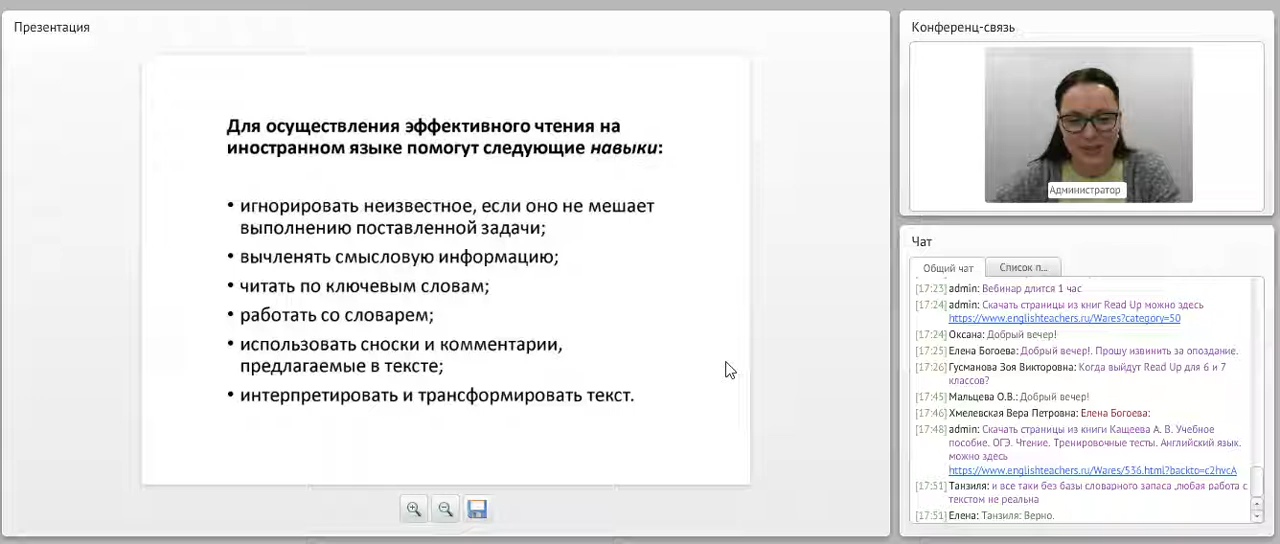 Презентация
Для осуществления эффективного чтения на
иностранном языке помогут следующие навыки:
• игнорировать неизвестное, если оно не мешает
выполнению поставленной задачи;
• вычленять смысловую информацию;
• читать по ключевым словам;
• работать со словарем;
• использовать сноски и комментарии,
предлагаемые в тексте;
• интерпретировать и трансформировать текст.
Конференц-связь
Администратор
Чат
Общий чат
Список п...
[17:23] admin: Вебинар длится 1 час
[17:24] admin: Скачать страницы из книг Read Up можно здесь
https://www.englishteachers.ru/Wares?category=50
[17:24] Оксана: Добрый вечер!
[17:25] Елена Богоева: Добрый вечер!. Прошу извинить за опоздание.
[17:26] Гусманова Зоя Викторовна: Когда выйдут Read Up для 6 и 7
классов?
[17:45] Мальцева О.В.: Добрый вечер!
[17:46] Хмелевская Вера Петровна: Елена Богоева:
[17:48] admin: Скачать страницы из книги Кащеева А. В. Учебное
пособие. ОГЭ. Чтение. Тренировочные тесты. Английский язык.
можно здесь
https://www.englishteachers.ru/Wares/536.html?backto=c2hvcA
[17:51] Танзиля: и все таки без базы словарного запаса ,любая работа с
текстом не реальна
[17:51] Елена: Танзиля: Верно.